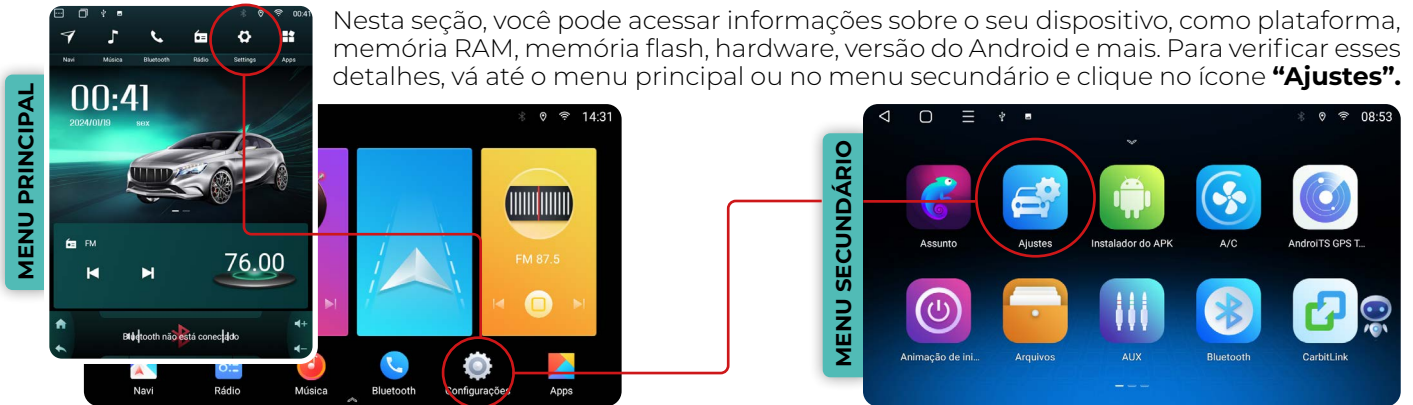 Nesta seção, você pode acessar informações sobre o seu dispositivo, como plataforma,
memória RAM, memória flash, hardware, versão do Android e mais. Para verificar esses
detalhes, vá até o menu principal ou no menu secundário e clique no ícone “Ajustes”.
MENU PRINCIPAL
00:41
Navi Música Bluetooth Rádio Settings Apps
00:41
2024/01/19 sex
FM
76.00
Bluetooth não está conectado
14:31
FM 87.5
Navi Rádio Música Bluetooth Configurações Apps
MENU SECUNDÁRIO
08:53
Assunto Ajustes Instalador do APK A/C AndroiTS GPS T...
Animação de ini... Arquivos AUX Bluetooth CarbitLink